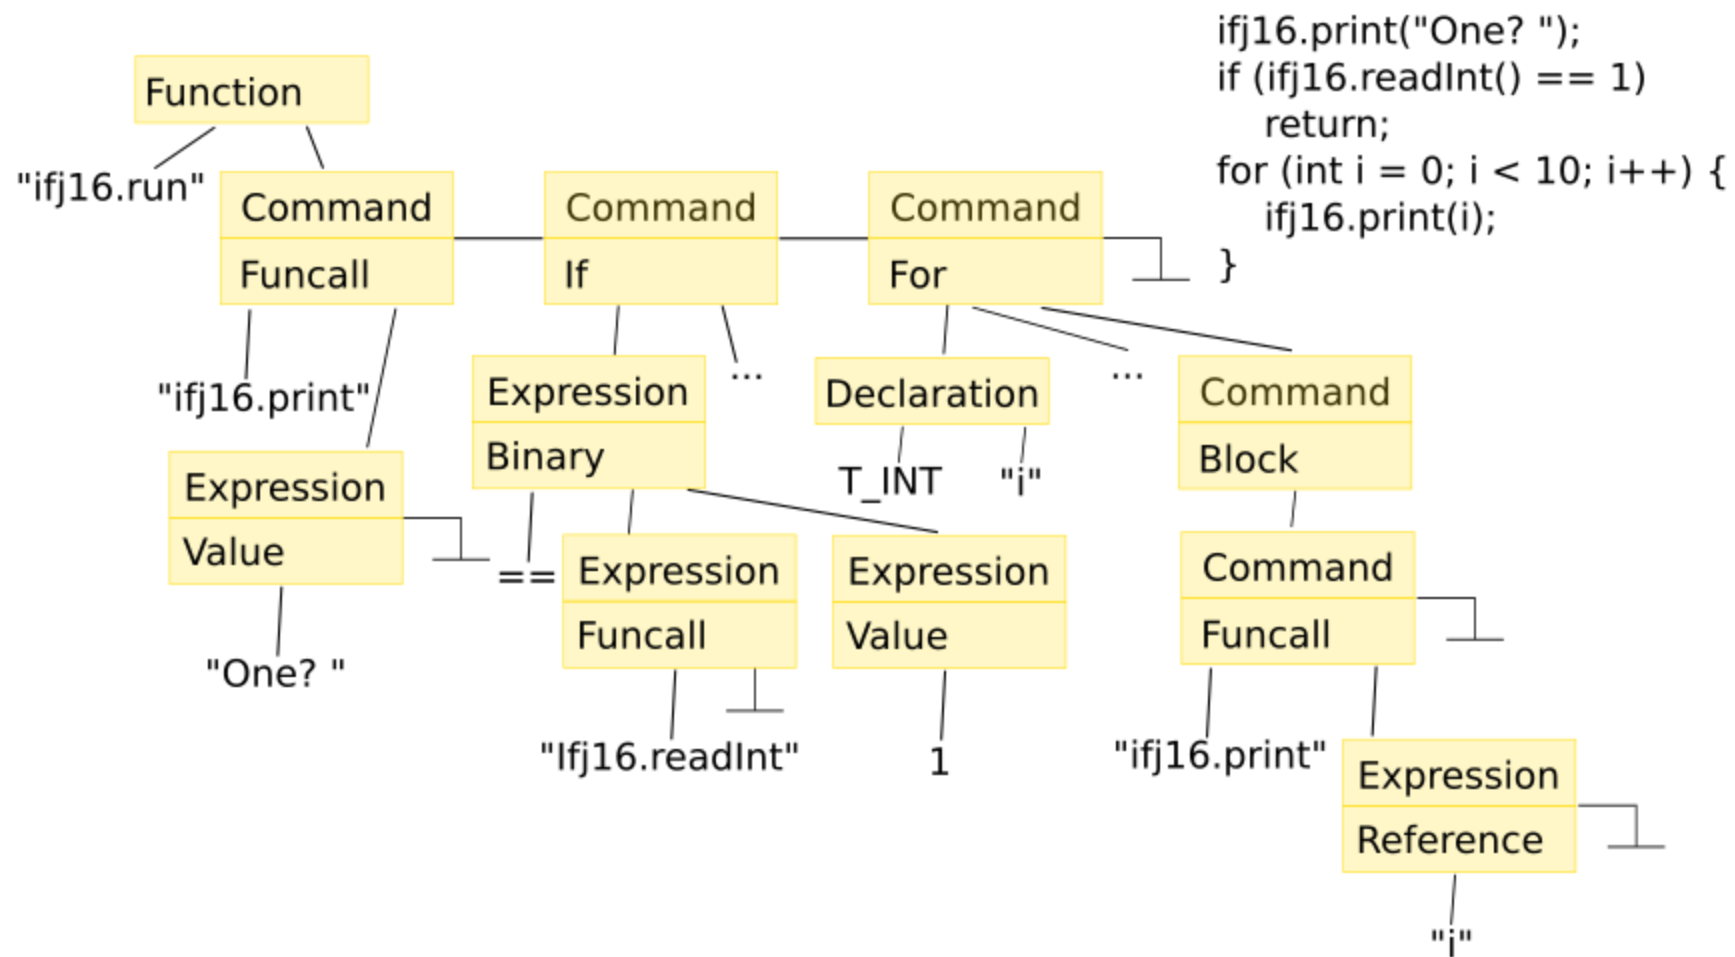 ifj16.print("One? ");
if (ifj16.readInt() == 1)
return;
for (int i = 0; i < 10; i++) {
ifj16.print(i);
}
Function
"ifj16.run"
Command
Funcall
Command
If
Command
For
"ifj16.print"
Expression
Value
"One? "
Expression
Binary
...
==
Expression
Funcall
"Ifj16.readInt"
Expression
Value
1
Declaration
T_INT
"i"
...
Command
Block
Command
Funcall
"ifj16.print"
Expression
Reference
"i"